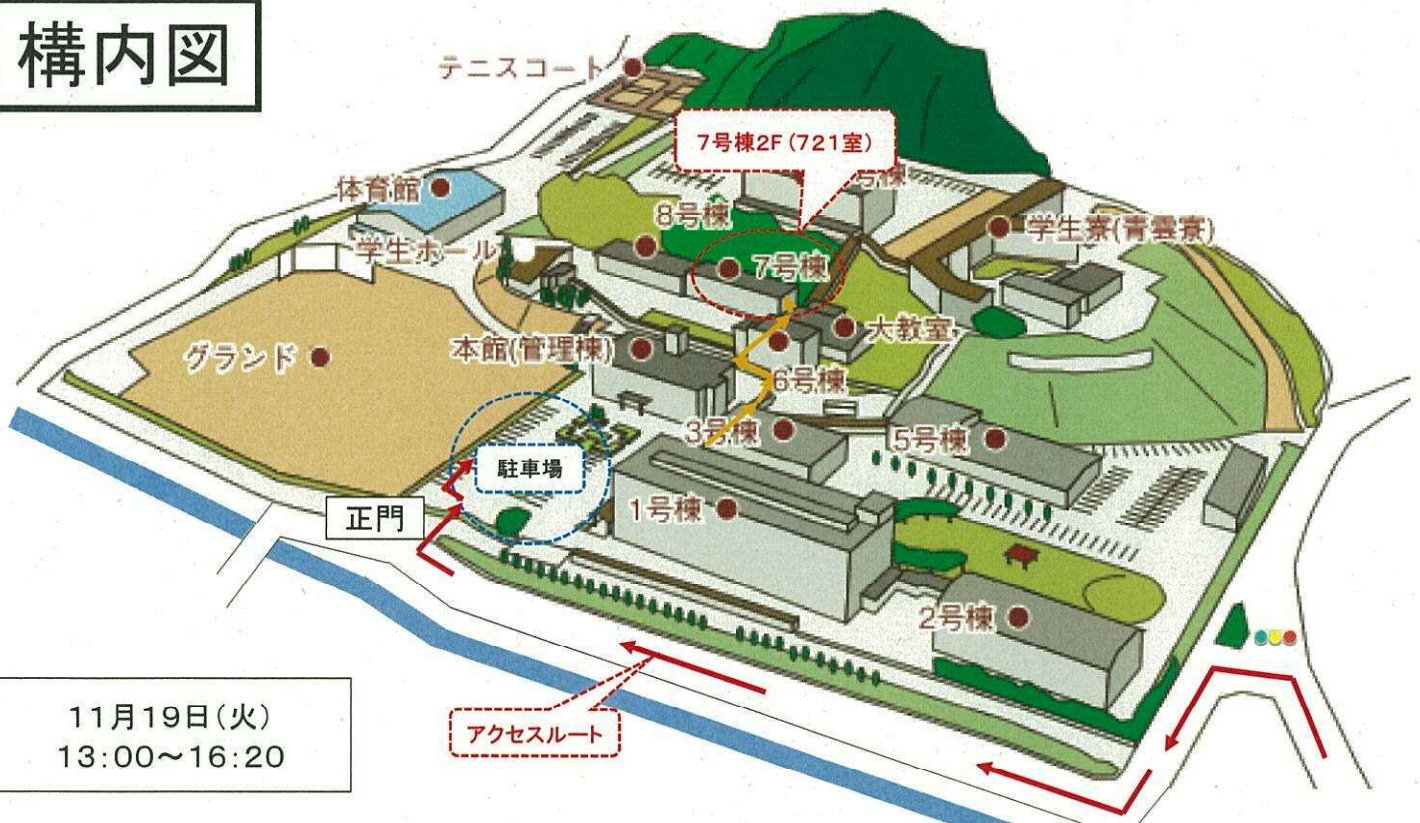 構内図
テニスコート
7号棟2F(721室)
体育館
号棟
8号棟
学生寮(青雲寮)
学生ホール
7号棟
グランド
本館(管理棟)
大教室
6号棟
3号棟
5号棟
駐車場
正門
1号棟
2号棟
アクセスルート
11月19日(火)
13:00~16:20